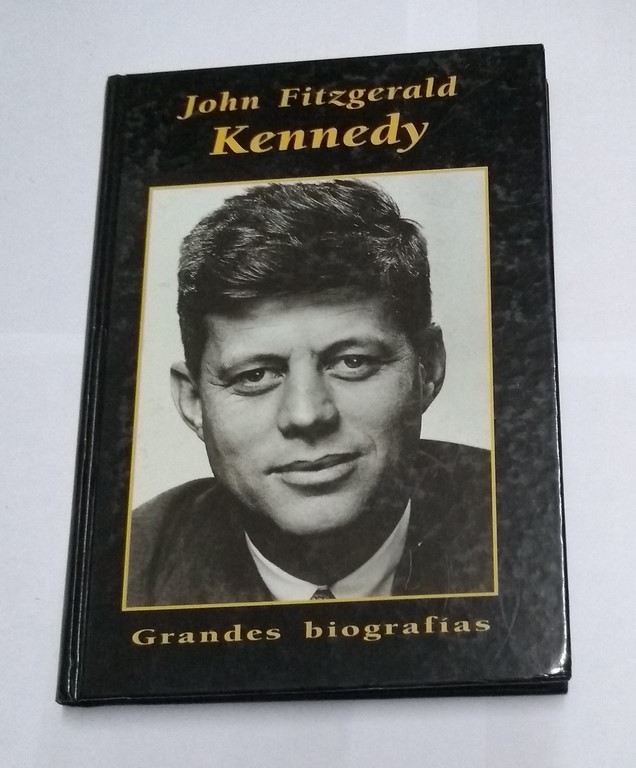 John Fitzgerald
Kennedy
Grandes biografías